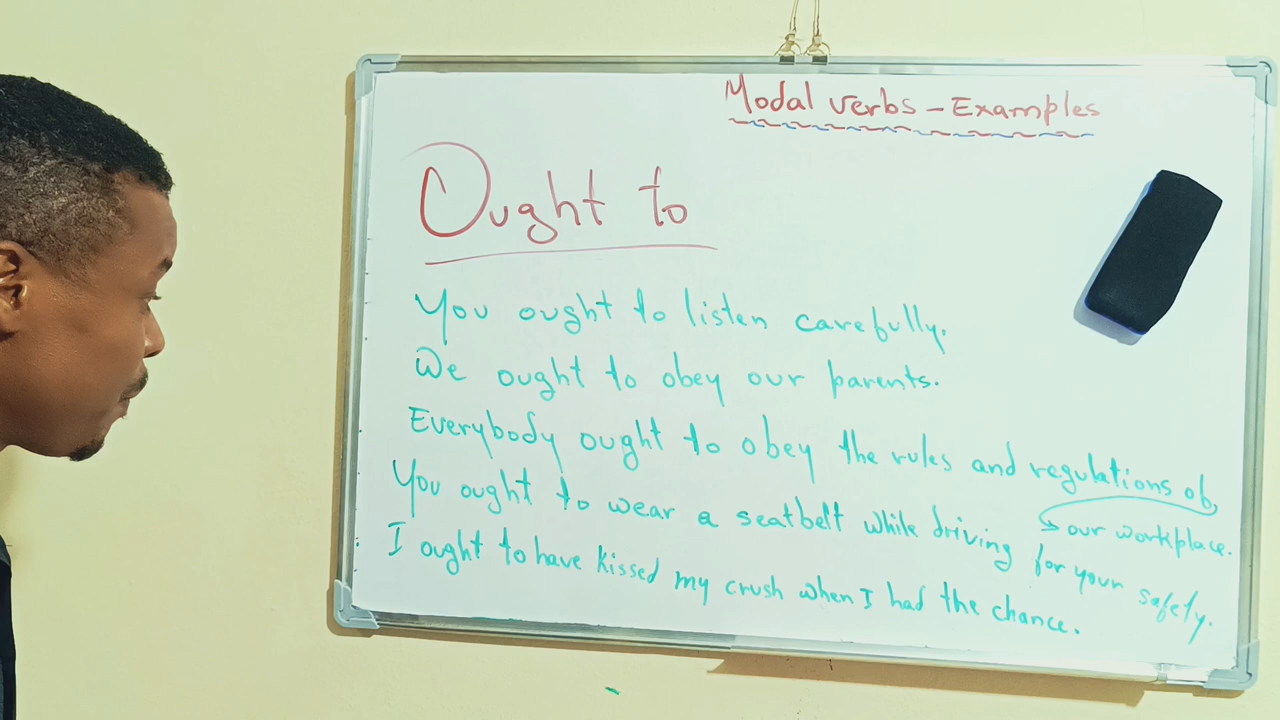 Modal verbs - Examples
Ought to
You ought to listen carefully.
We ought to obey our parents.
Everybody ought to obey the rules and regulations of
our workplace.
You ought to wear a seatbelt while driving for your safety.
I ought to have kissed my crush when I had the chance.